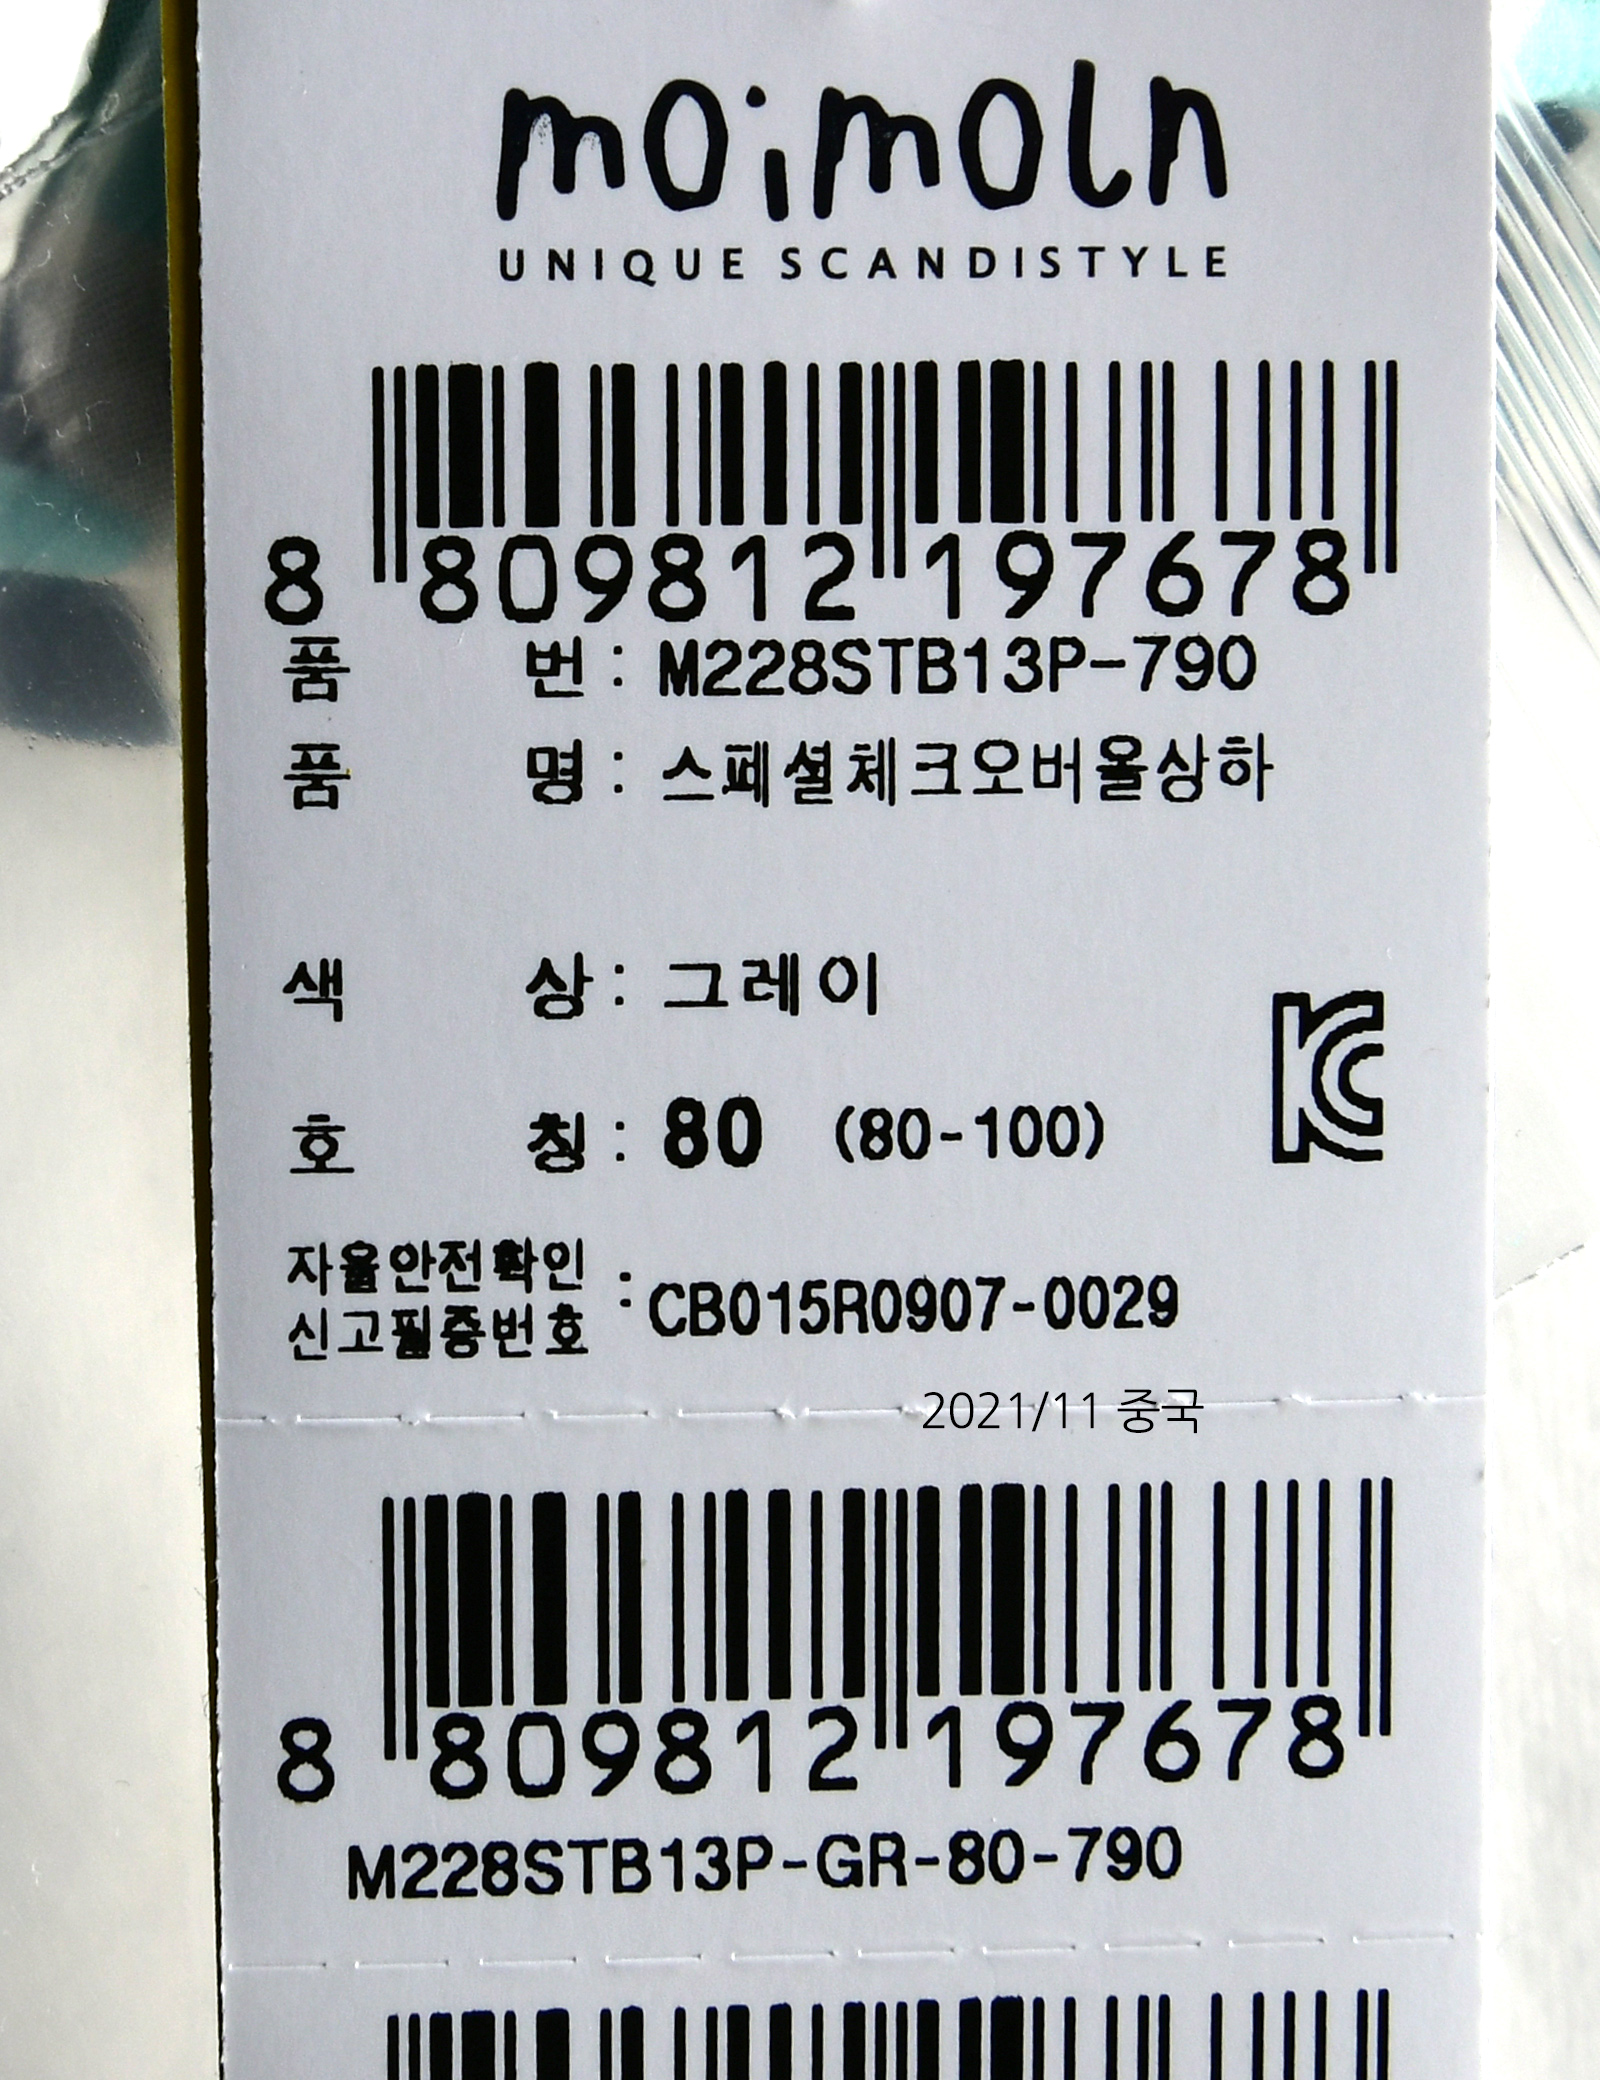 moimoln
UNIQUE SCANDISTYLE
8 809812 197678
품 번 : M228STB13P-790
품 명 : 스페셜체크오버올상하
색 상 : 그레이
호 칭 : 80 (80-100)
자율안전확인
신고필증번호 : CB015R0907-0029
2021/11 중국
8 809812 197678
M228STB13P-GR-80-790